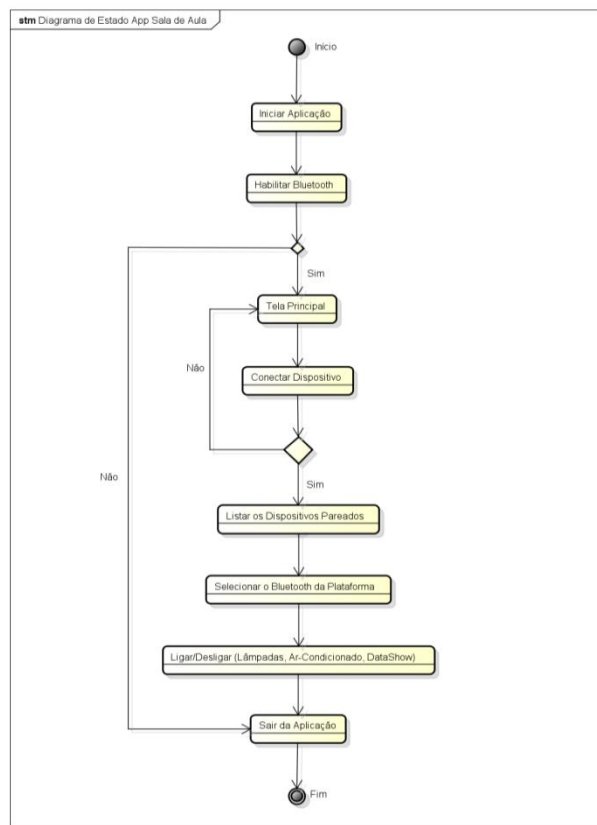 stm Diagrama de Estado App Sala de Aula
Início
Iniciar Aplicação
Habilitar Bluetooth
Sim
Tela Principal
Não
Conectar Dispositivo
Não
Sim
Listar os Dispositivos Pareados
Selecionar o Bluetooth da Plataforma
Ligar/Desligar (Lâmpadas, Ar-Condicionado, DataShow)
Sair da Aplicação
Fim